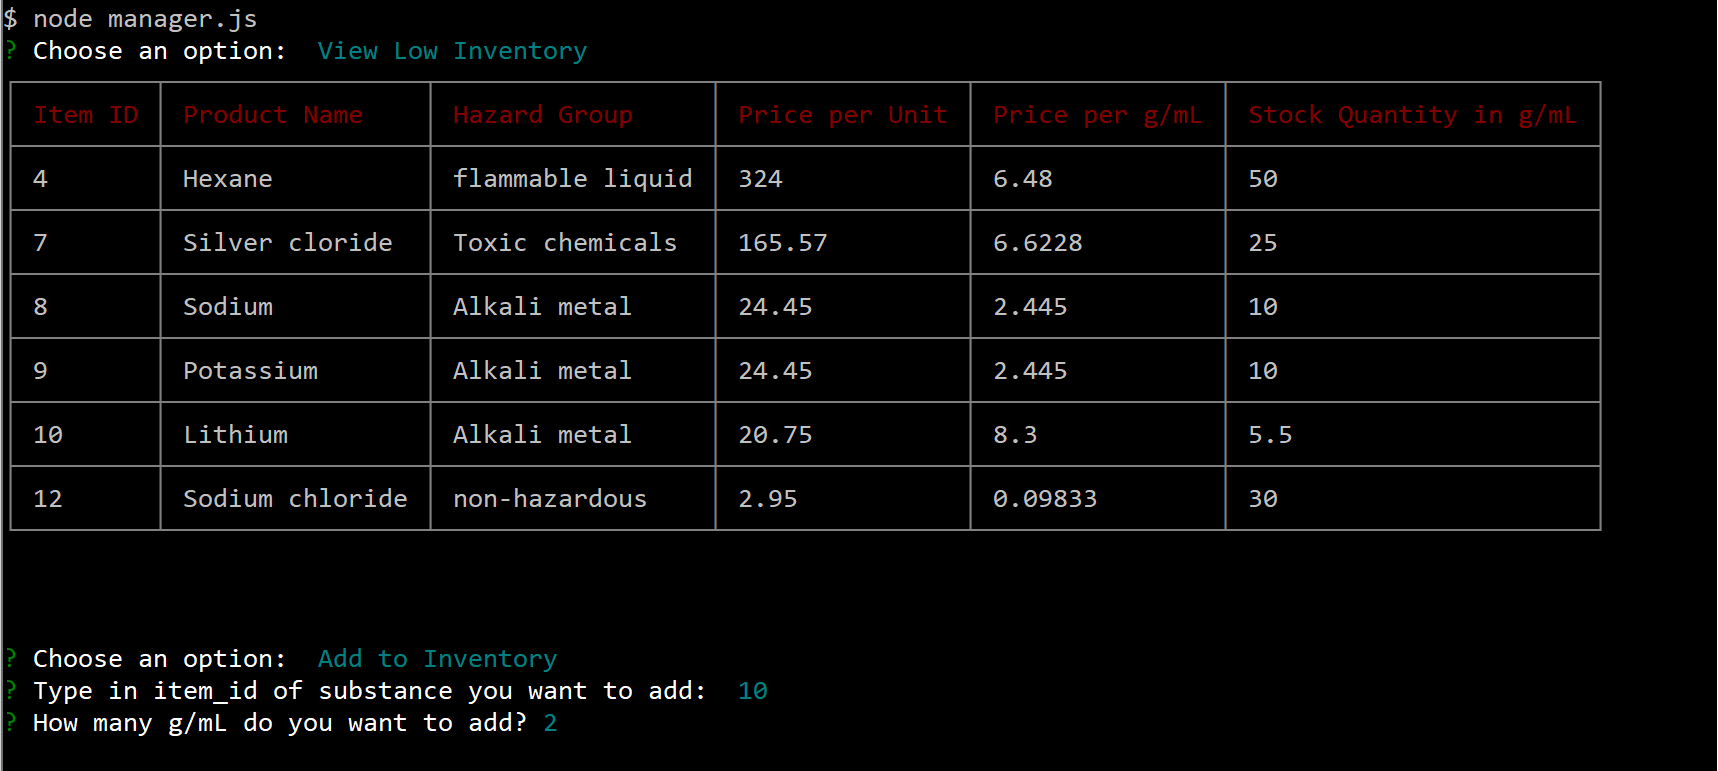 $ node manager.js
? Choose an option: View Low Inventory
Item ID Product Name Hazard Group Price per Unit Price per g/mL Stock Quantity in g/mL
4 Hexane flammable liquid 324 6.48 50
7 Silver cloride Toxic chemicals 165.57 6.6228 25
8 Sodium Alkali metal 24.45 2.445 10
9 Potassium Alkali metal 24.45 2.445 10
10 Lithium Alkali metal 20.75 8.3 5.5
12 Sodium chloride non-hazardous 2.95 0.09833 30
? Choose an option: Add to Inventory
? Type in item_id of substance you want to add: 10
? How many g/mL do you want to add? 2